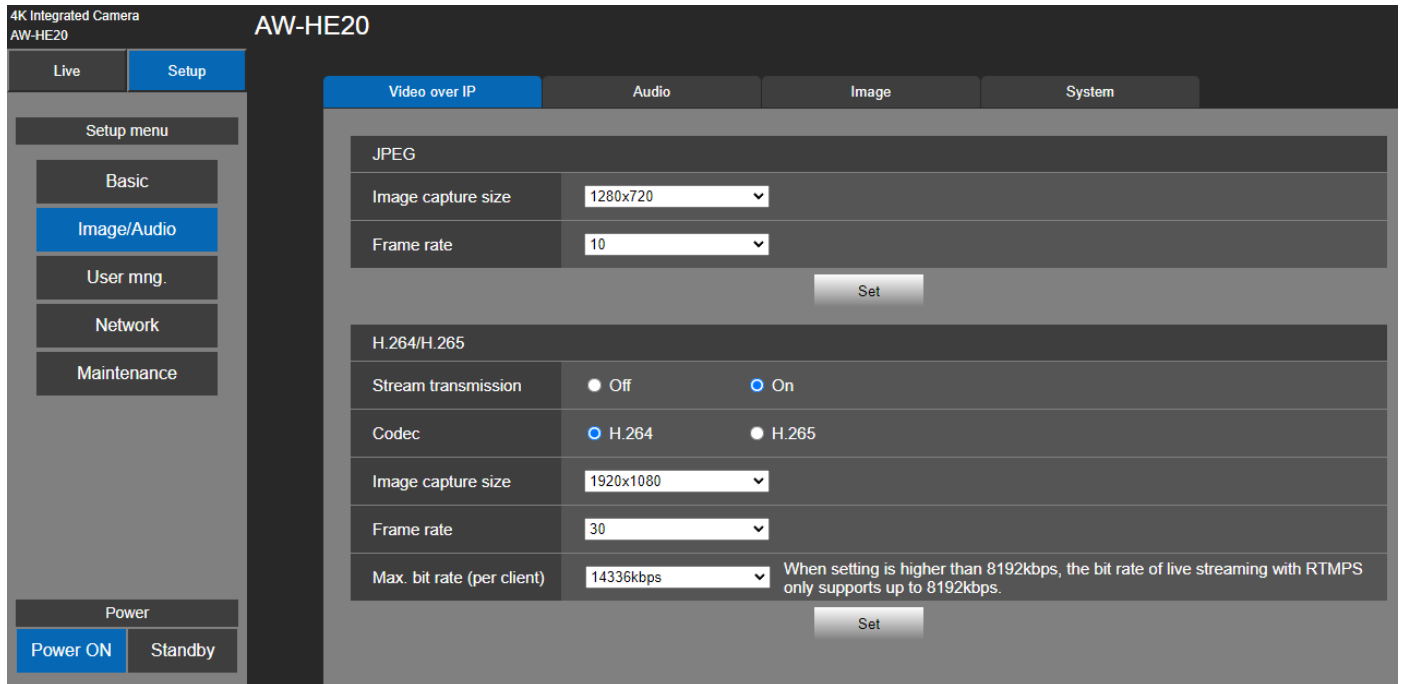 4K Integrated Camera
AW-HE20
AW-HE20
Live
Setup
Video over IP
Audio
Image
System
Setup menu
Basic
Image/Audio
User mng.
Network
Maintenance
JPEG
Image capture size
1280x720
Frame rate
10
Set
H.264/H.265
Stream transmission
Off
On
Codec
H.264
H.265
Image capture size
1920x1080
Frame rate
30
Max. bit rate (per client)
14336kbps
When setting is higher than 8192kbps, the bit rate of live streaming with RTMPS
only supports up to 8192kbps.
Set
Power
Power ON
Standby